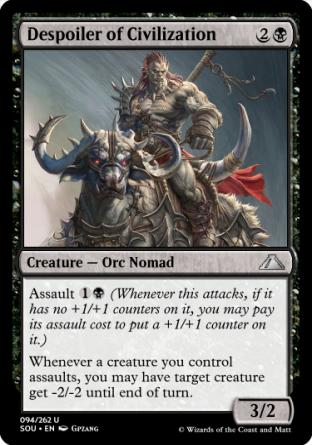 Despoiler of Civilization 2
Creature — Orc Nomad
Assault 1 (Whenever this attacks, if it
has no +1/+1 counters on it, you may pay
its assault cost to put a +1/+1 counter on
it.)
Whenever a creature you control
assaults, you may have target creature
get -2/-2 until end of turn.
3/2
094/262 U
SOU • EN GPZANG © Wizards of the Coast and Matt